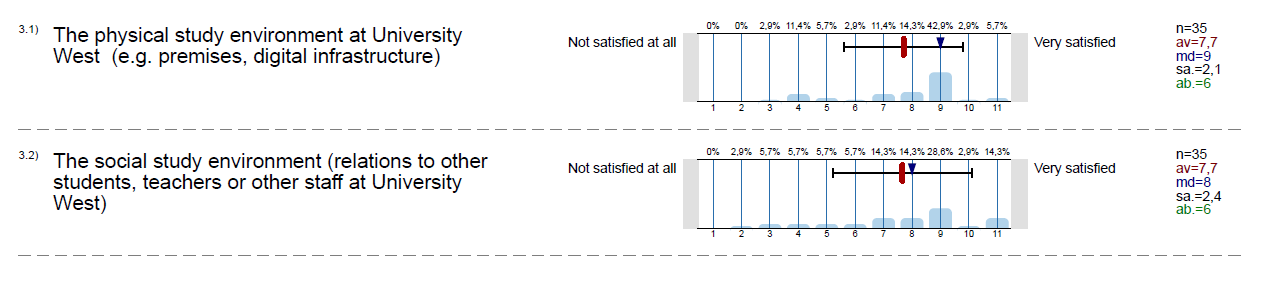 3.1) The physical study environment at University
West (e.g. premises, digital infrastructure)
Not satisfied at all
0% 0% 2,9% 11,4% 5,7% 2,9% 11,4% 14,3% 42,9% 2,9% 5,7%
1 2 3 4 5 6 7 8 9 10 11
Very satisfied
n=35
av=7,7
md=9
sa.=2,1
ab.=6
3.2) The social study environment (relations to other
students, teachers or other staff at University
West)
Not satisfied at all
0% 2,9% 5,7% 5,7% 5,7% 5,7% 14,3% 14,3% 28,6% 2,9% 14,3%
1 2 3 4 5 6 7 8 9 10 11
Very satisfied
n=35
av=7,7
md=8
sa.=2,4
ab.=6